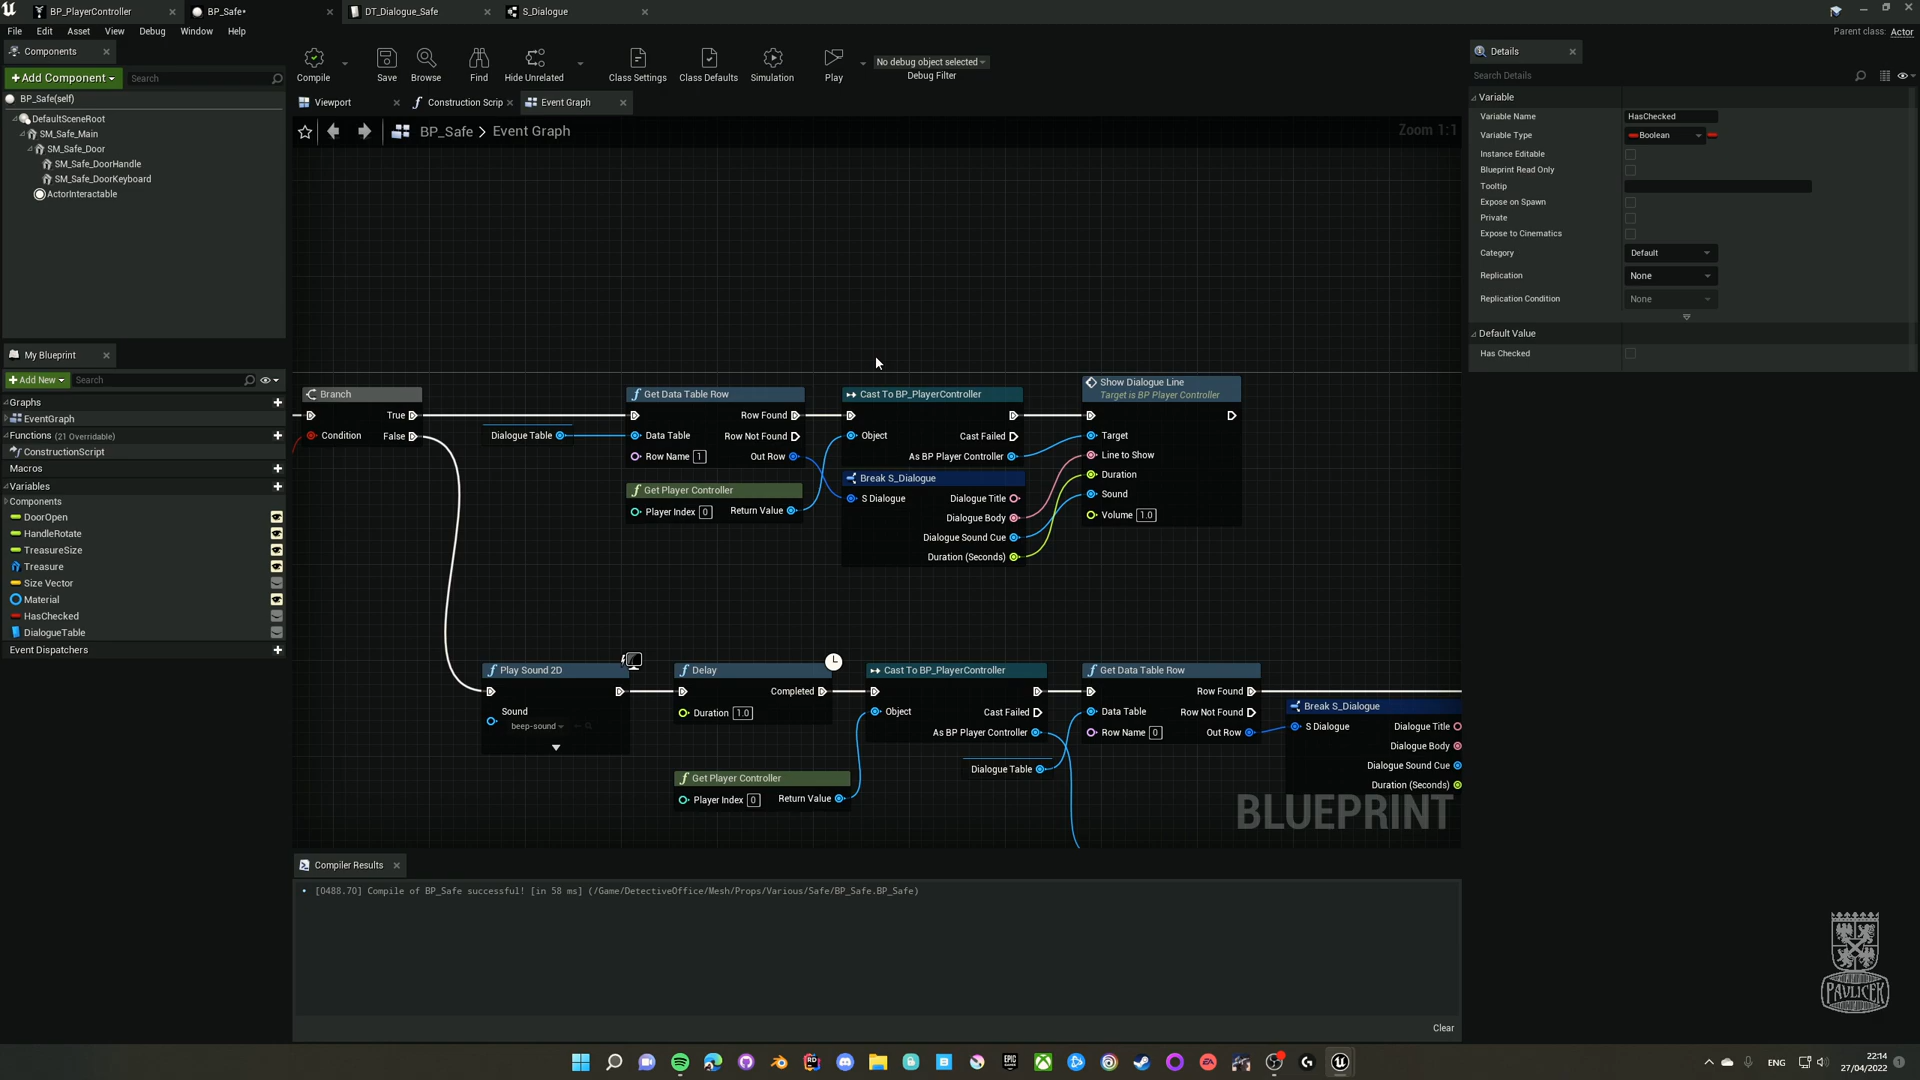 BP_PlayerController
BP_Safe*
DT_Dialogue_Safe
S_Dialogue
File Edit Asset View Debug Window Help
Parent class: Actor
Components
+Add Component
Search
BP_Safe(self)
DefaultSceneRoot
SM_Safe_Main
SM_Safe_Door
SM_Safe_DoorHandle
SM_Safe_DoorKeyboard
ActorInteractable
Compile
Save
Browse
Find
Hide Unrelated
Class Settings
Class Defaults
Simulation
Play
No debug object selected
Debug Filter
Viewport
Construction Scrip
Event Graph
BP_Safe > Event Graph
Zoom 1:1
My Blueprint
+Add New
Search
Graphs
EventGraph
Functions (21 Overridable)
ConstructionScript
Macros
Variables
Components
DoorOpen
HandleRotate
TreasureSize
Treasure
Size Vector
Material
HasChecked
DialogueTable
Event Dispatchers
Branch
True
Condition
False
Dialogue Table
Get Data Table Row
Row Found
Data Table
Row Not Found
Row Name 1
Out Row
Get Player Controller
Player Index 0
Return Value
Cast To BP_PlayerController
Object
Cast Failed
As BP Player Controller
Break S_Dialogue
S Dialogue
Dialogue Title
Dialogue Body
Dialogue Sound Cue
Duration (Seconds)
Show Dialogue Line
Target is BP Player Controller
Target
Line to Show
Duration
Sound
Volume 1.0
Play Sound 2D
Sound
beep-sound
Delay
Completed
Duration 1.0
Get Player Controller
Player Index 0
Return Value
Cast To BP_PlayerController
Object
Cast Failed
As BP Player Controller
Dialogue Table
Get Data Table Row
Row Found
Data Table
Row Not Found
Row Name 0
Out Row
Break S_Dialogue
S Dialogue
Dialogue Title
Dialogue Body
Dialogue Sound Cue
Duration (Seconds)
BLUEPRINT
Compiler Results
[0488.70] Compile of BP_Safe successful! [in 58 ms] (/Game/DetectiveOffice/Mesh/Props/Various/Safe/BP_Safe.BP_Safe)
Clear
Details
Search Details
Variable
Variable Name HasChecked
Variable Type Boolean
Instance Editable
Blueprint Read Only
Tooltip
Expose on Spawn
Private
Expose to Cinematics
Category Default
Replication None
Replication Condition None
Default Value
Has Checked
PAVLICEK
ENG
22:14
27/04/2022